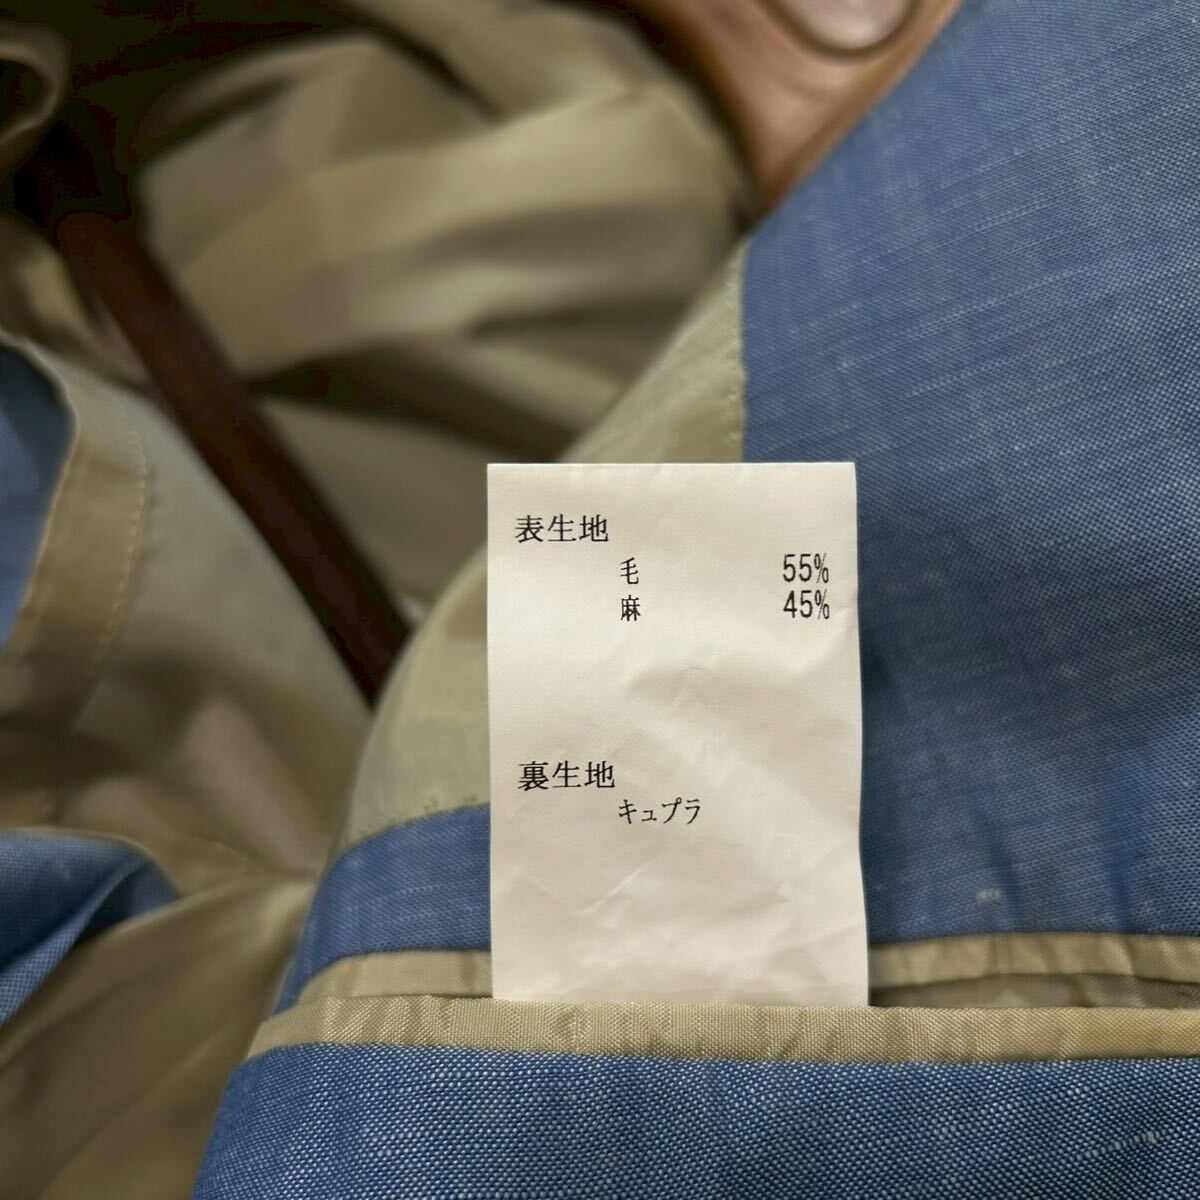 表生地
毛 55%
麻 45%
裏生地
キュプラ